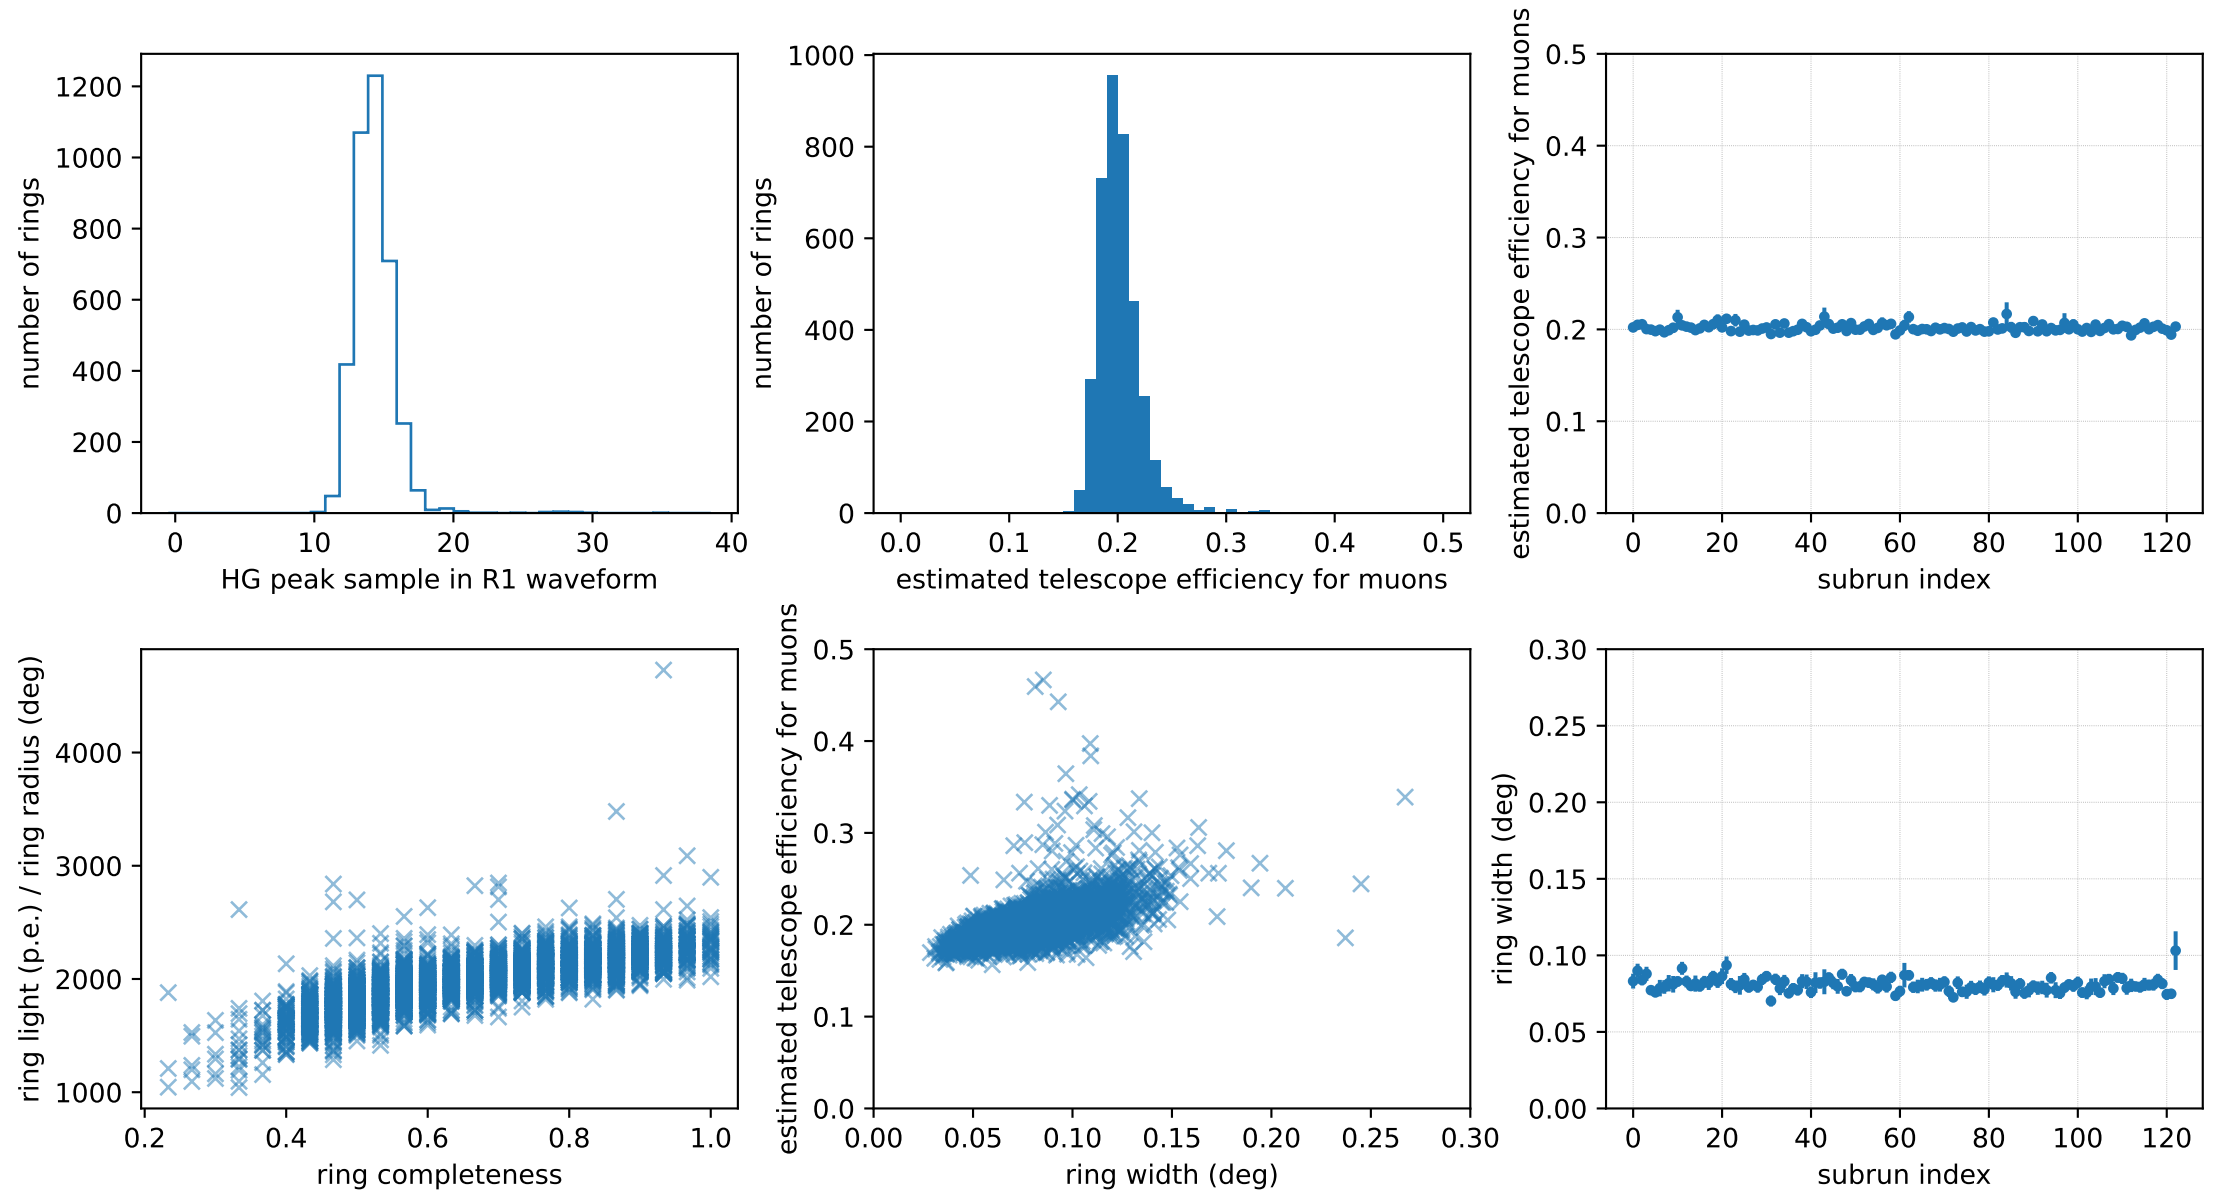 number of rings
1200
1000
800
600
400
200
0
0 10 20 30 40
HG peak sample in R1 waveform
number of rings
1000
800
600
400
200
0
0.0 0.1 0.2 0.3 0.4 0.5
estimated telescope efficiency for muons
estimated telescope efficiency for muons
0.5
0.4
0.3
0.2
0.1
0.0
0 20 40 60 80 100 120
subrun index
ring light (p.e.) / ring radius (deg)
4000
3000
2000
1000
0.2 0.4 0.6 0.8 1.0
ring completeness
estimated telescope efficiency for muons
0.5
0.4
0.3
0.2
0.1
0.0
0.00 0.05 0.10 0.15 0.20 0.25 0.30
ring width (deg)
ring width (deg)
0.30
0.25
0.20
0.15
0.10
0.05
0.00
0 20 40 60 80 100 120
subrun index